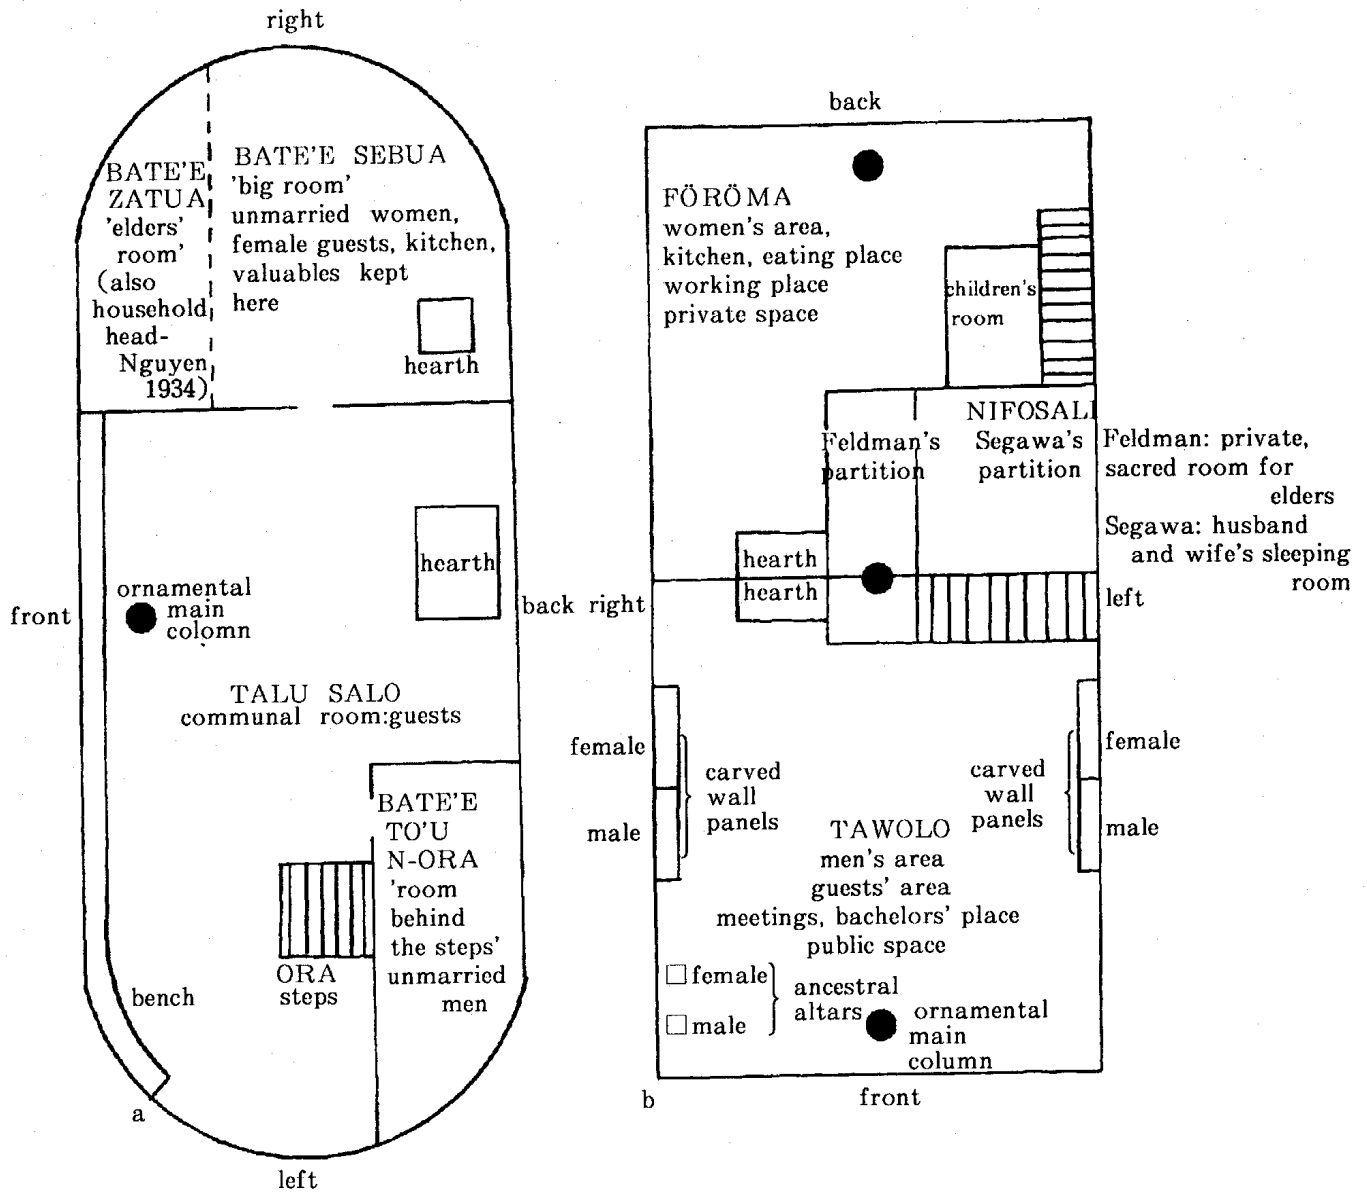 right
BATE'E
ZATUA
'elders'
room'
(also
household
head-
Nguyen
1934)
BATE'E SEBUA
'big room'
unmarried women,
female guests, kitchen,
valuables kept
here
hearth
hearth
front
ornamental
main
colomn
back
TALU SALO
communal room:guests
BATE'E
TO'U
N-ORA
'room
behind
the steps'
unmarried
men
ORA
steps
bench
a
left
back
FÖRÖMA
women's area,
kitchen, eating place
working place
private space
children's
room
NIFOSALI
Feldman's
partition
Segawa's
partition
Feldman: private,
sacred room for
elders
Segawa: husband
and wife's sleeping
room
hearth
hearth
right
left
female
male
carved
wall
panels
carved
wall
panels
female
male
TAWOLO
men's area
guests' area
meetings, bachelors' place
public space
female
male
ancestral
altars
ornamental
main
column
b
front